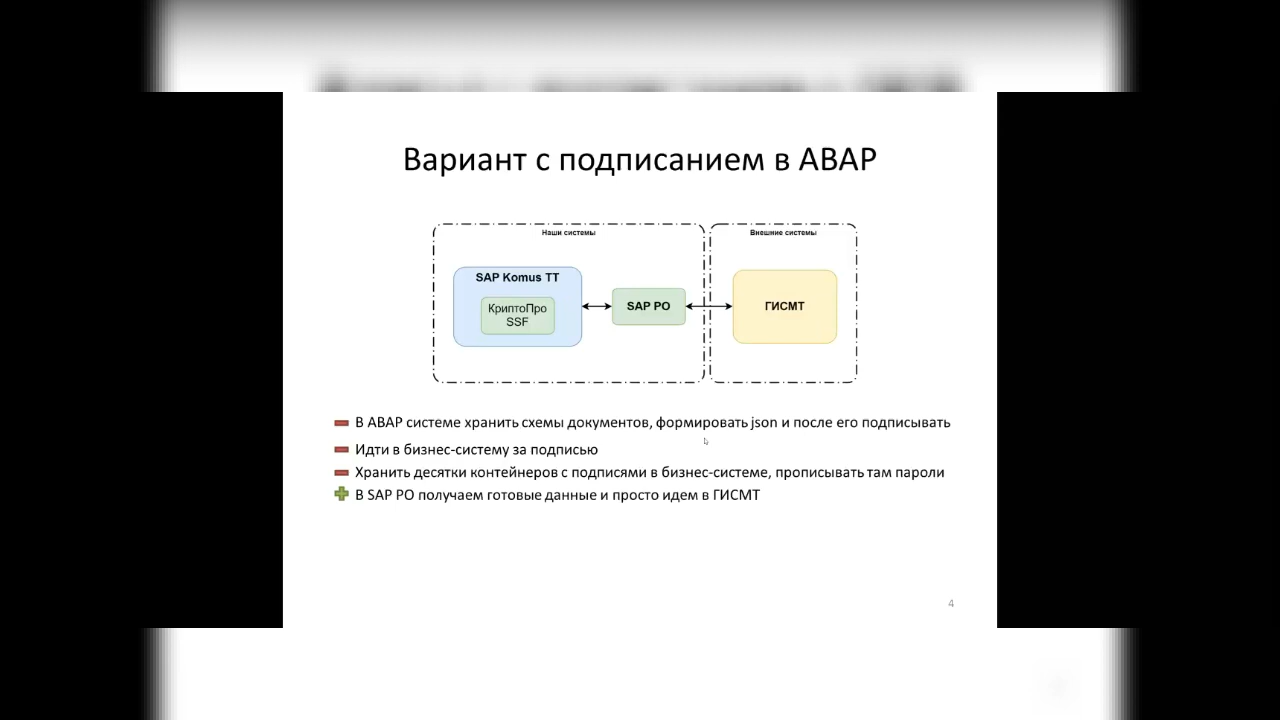 Вариант с подписанием в ABAP
Наши системы
Внешние системы
SAP Komus TT
КриптоПро
SSF
SAP PO
ГИСМТ
В ABAP системе хранить схемы документов, формировать json и после его подписывать
Идти в бизнес-систему за подписью
Хранить десятки контейнеров с подписями в бизнес-системе, прописывать там пароли
В SAP PO получаем готовые данные и просто идем в ГИСМТ
4